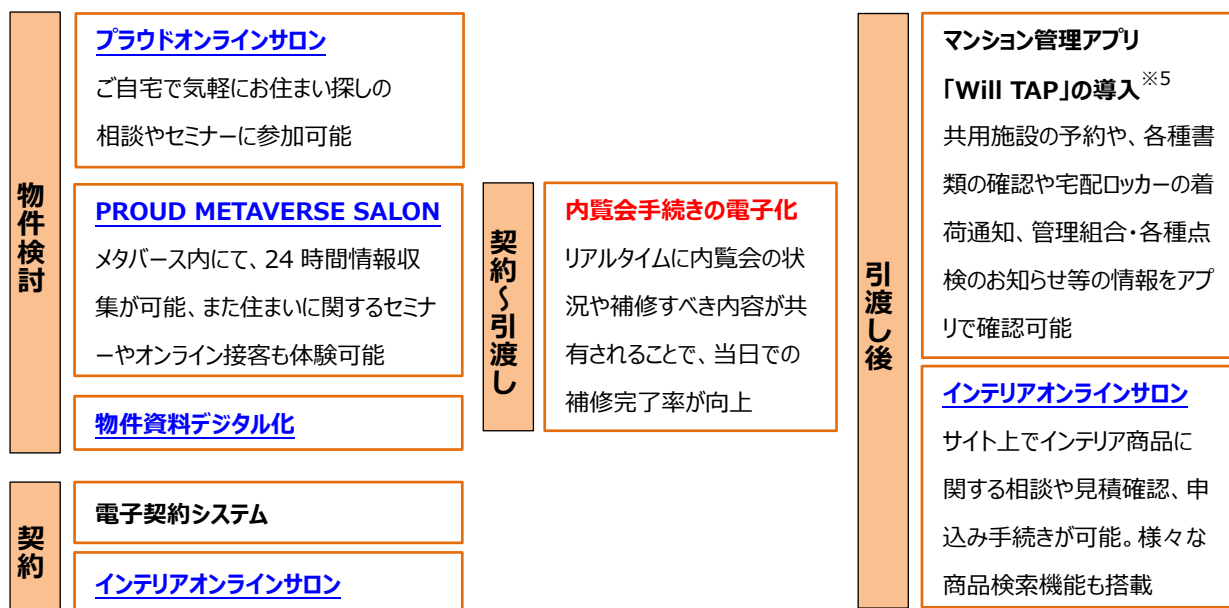 物件検討
プラウドオンラインサロン
ご自宅で気軽にお住まい探しの
相談やセミナーに参加可能
PROUD METAVERSE SALON
メタバース内にて、24 時間情報収
集が可能、また住まいに関するセミナ
ーやオンライン接客も体験可能
物件資料デジタル化
契約
電子契約システム
インテリアオンラインサロン
契約～引渡し
内覧会手続きの電子化
リアルタイムに内覧会の状
況や補修すべき内容が共
有されることで、当日での
補修完了率が向上
引渡し後
マンション管理アプリ
「Will TAP」の導入※5
共用施設の予約や、各種書
類の確認や宅配ロッカーの着
荷通知、管理組合・各種点
検のお知らせ等の情報をアプ
リで確認可能
インテリアオンラインサロン
サイト上でインテリア商品に
関する相談や見積確認、申
込み手続きが可能。様々な
商品検索機能も搭載